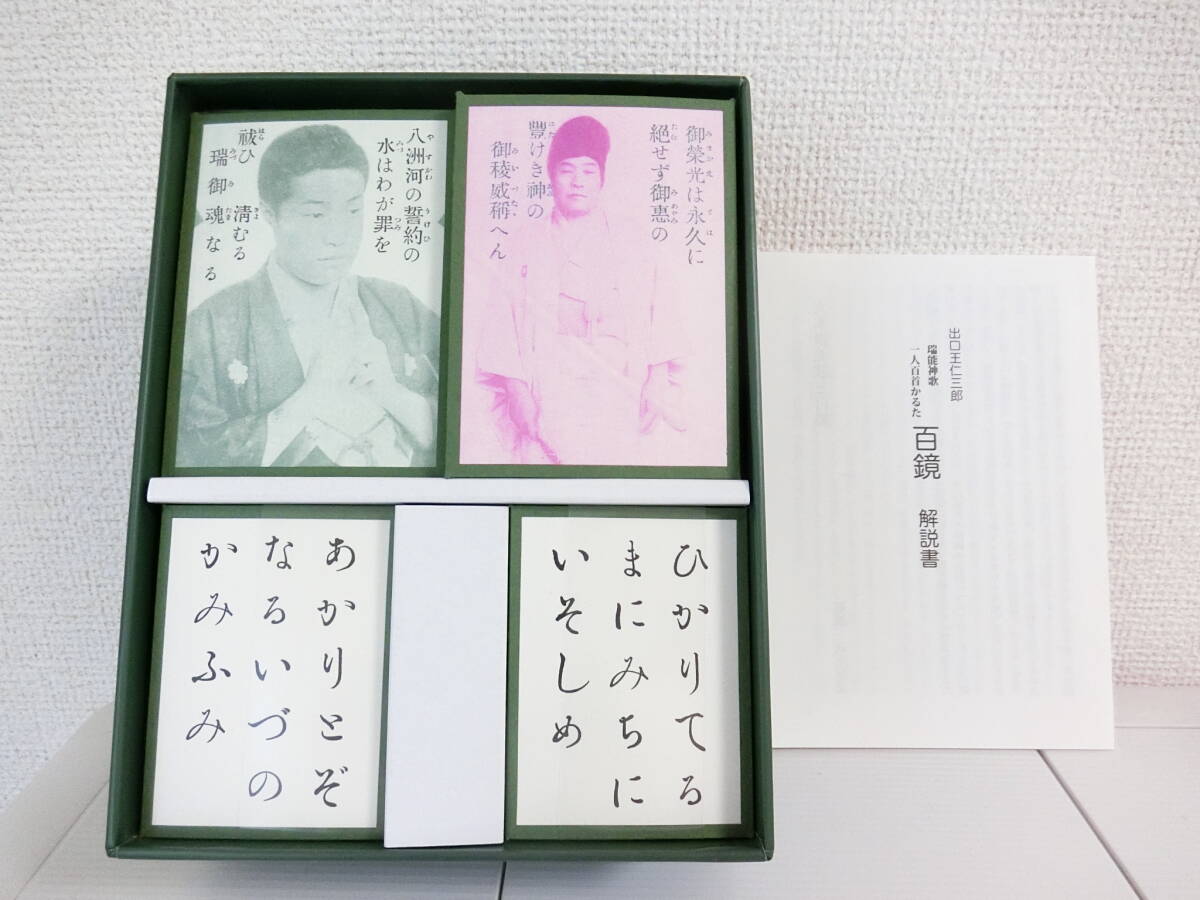 八洲河の誓約の
水はわが罪を
祓ひ 淸むる
瑞御魂なる
御榮光は永久に
絶せず御惠の
豐けき神の
御稜威稱へん
あかりとぞ
なるいづの
かみふみ
ひかりてる
まにみちに
いそしめ
出口王仁三郎
瑞能神歌
一人百首かるた
百鏡 解説書